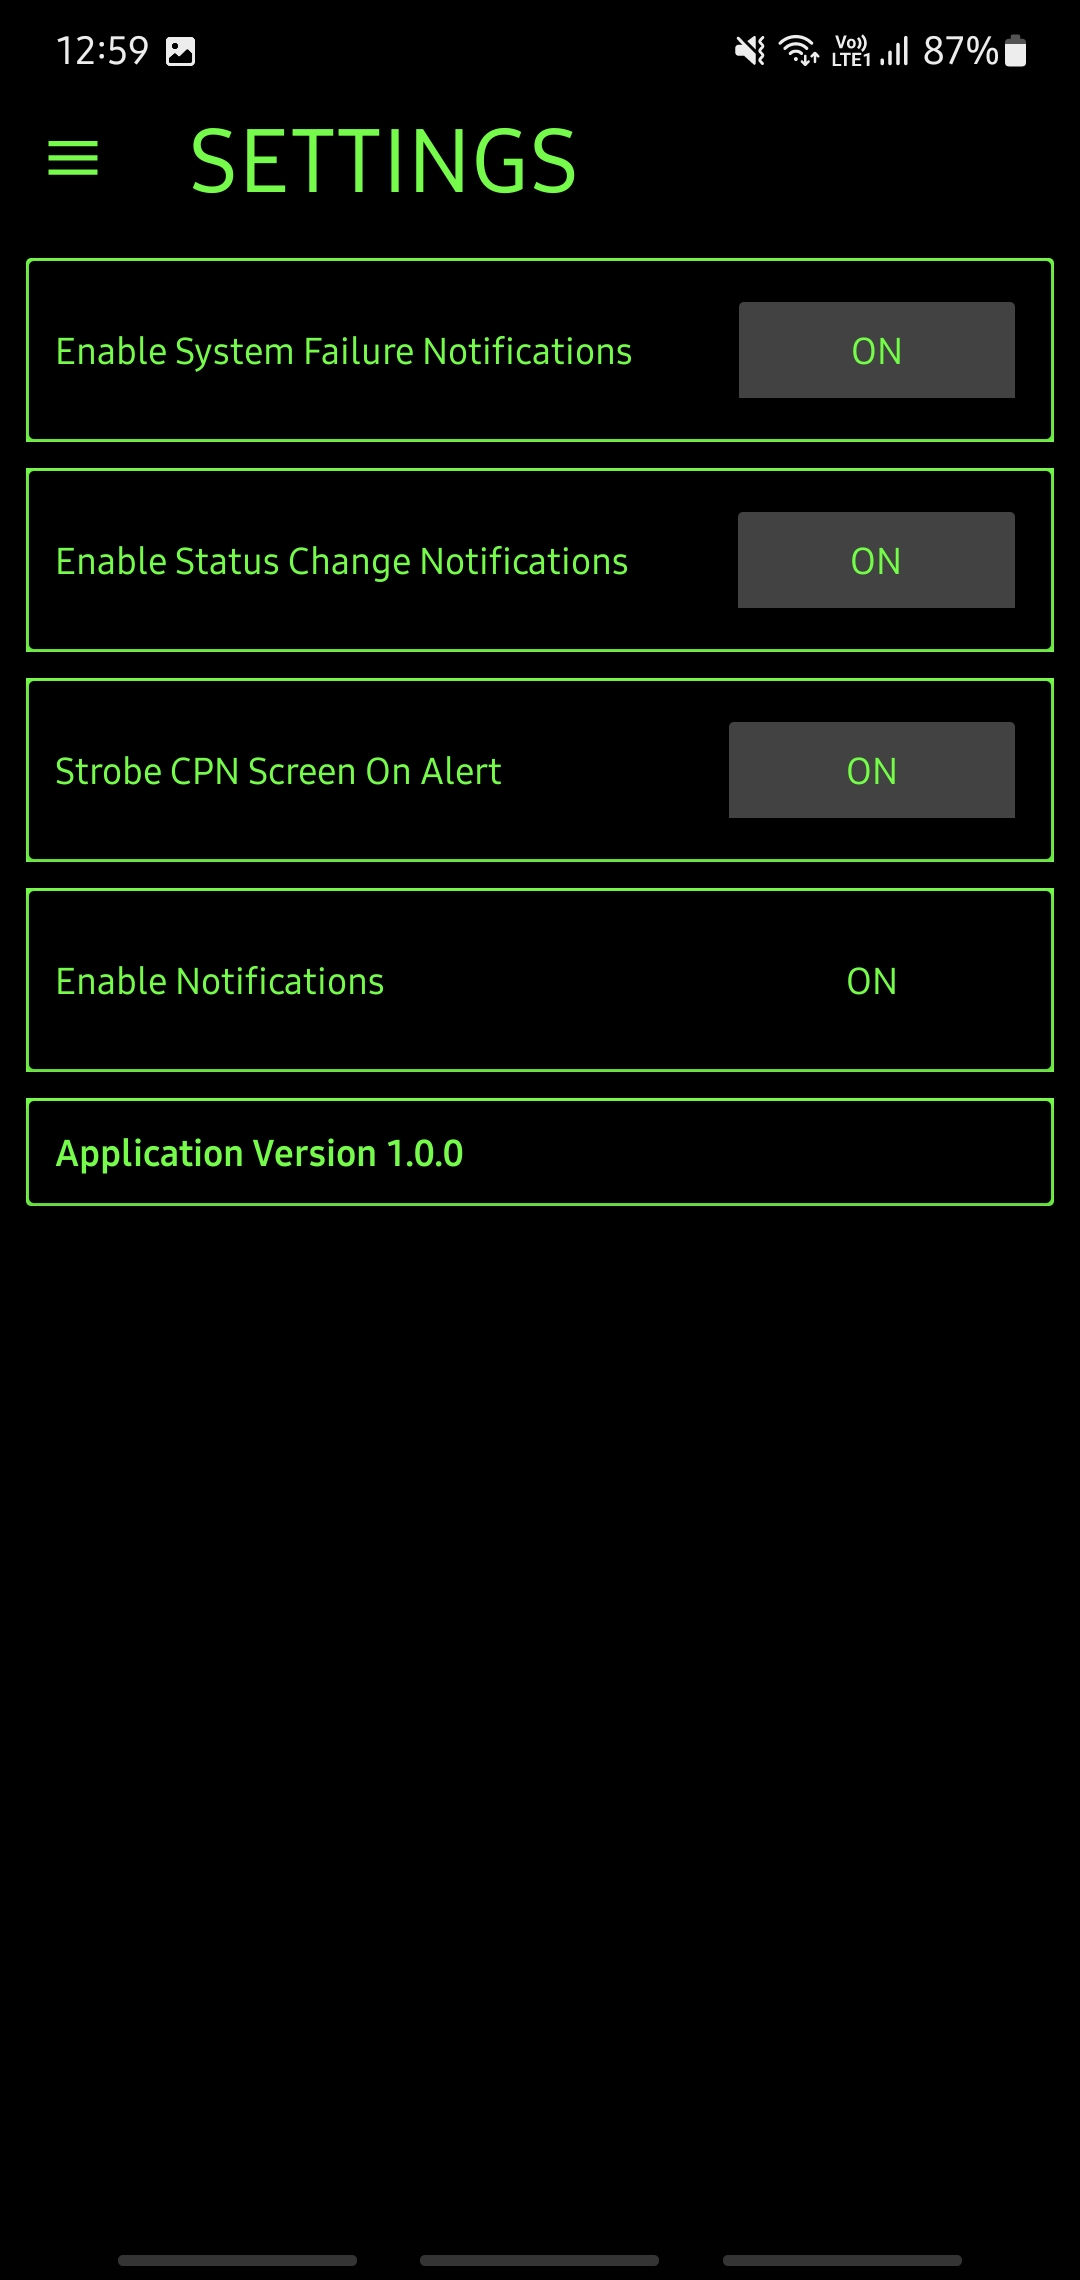 12:59 Vo)) LTE1 87%
SETTINGS
Enable System Failure Notifications ON
Enable Status Change Notifications ON
Strobe CPN Screen On Alert ON
Enable Notifications ON
Application Version 1.0.0